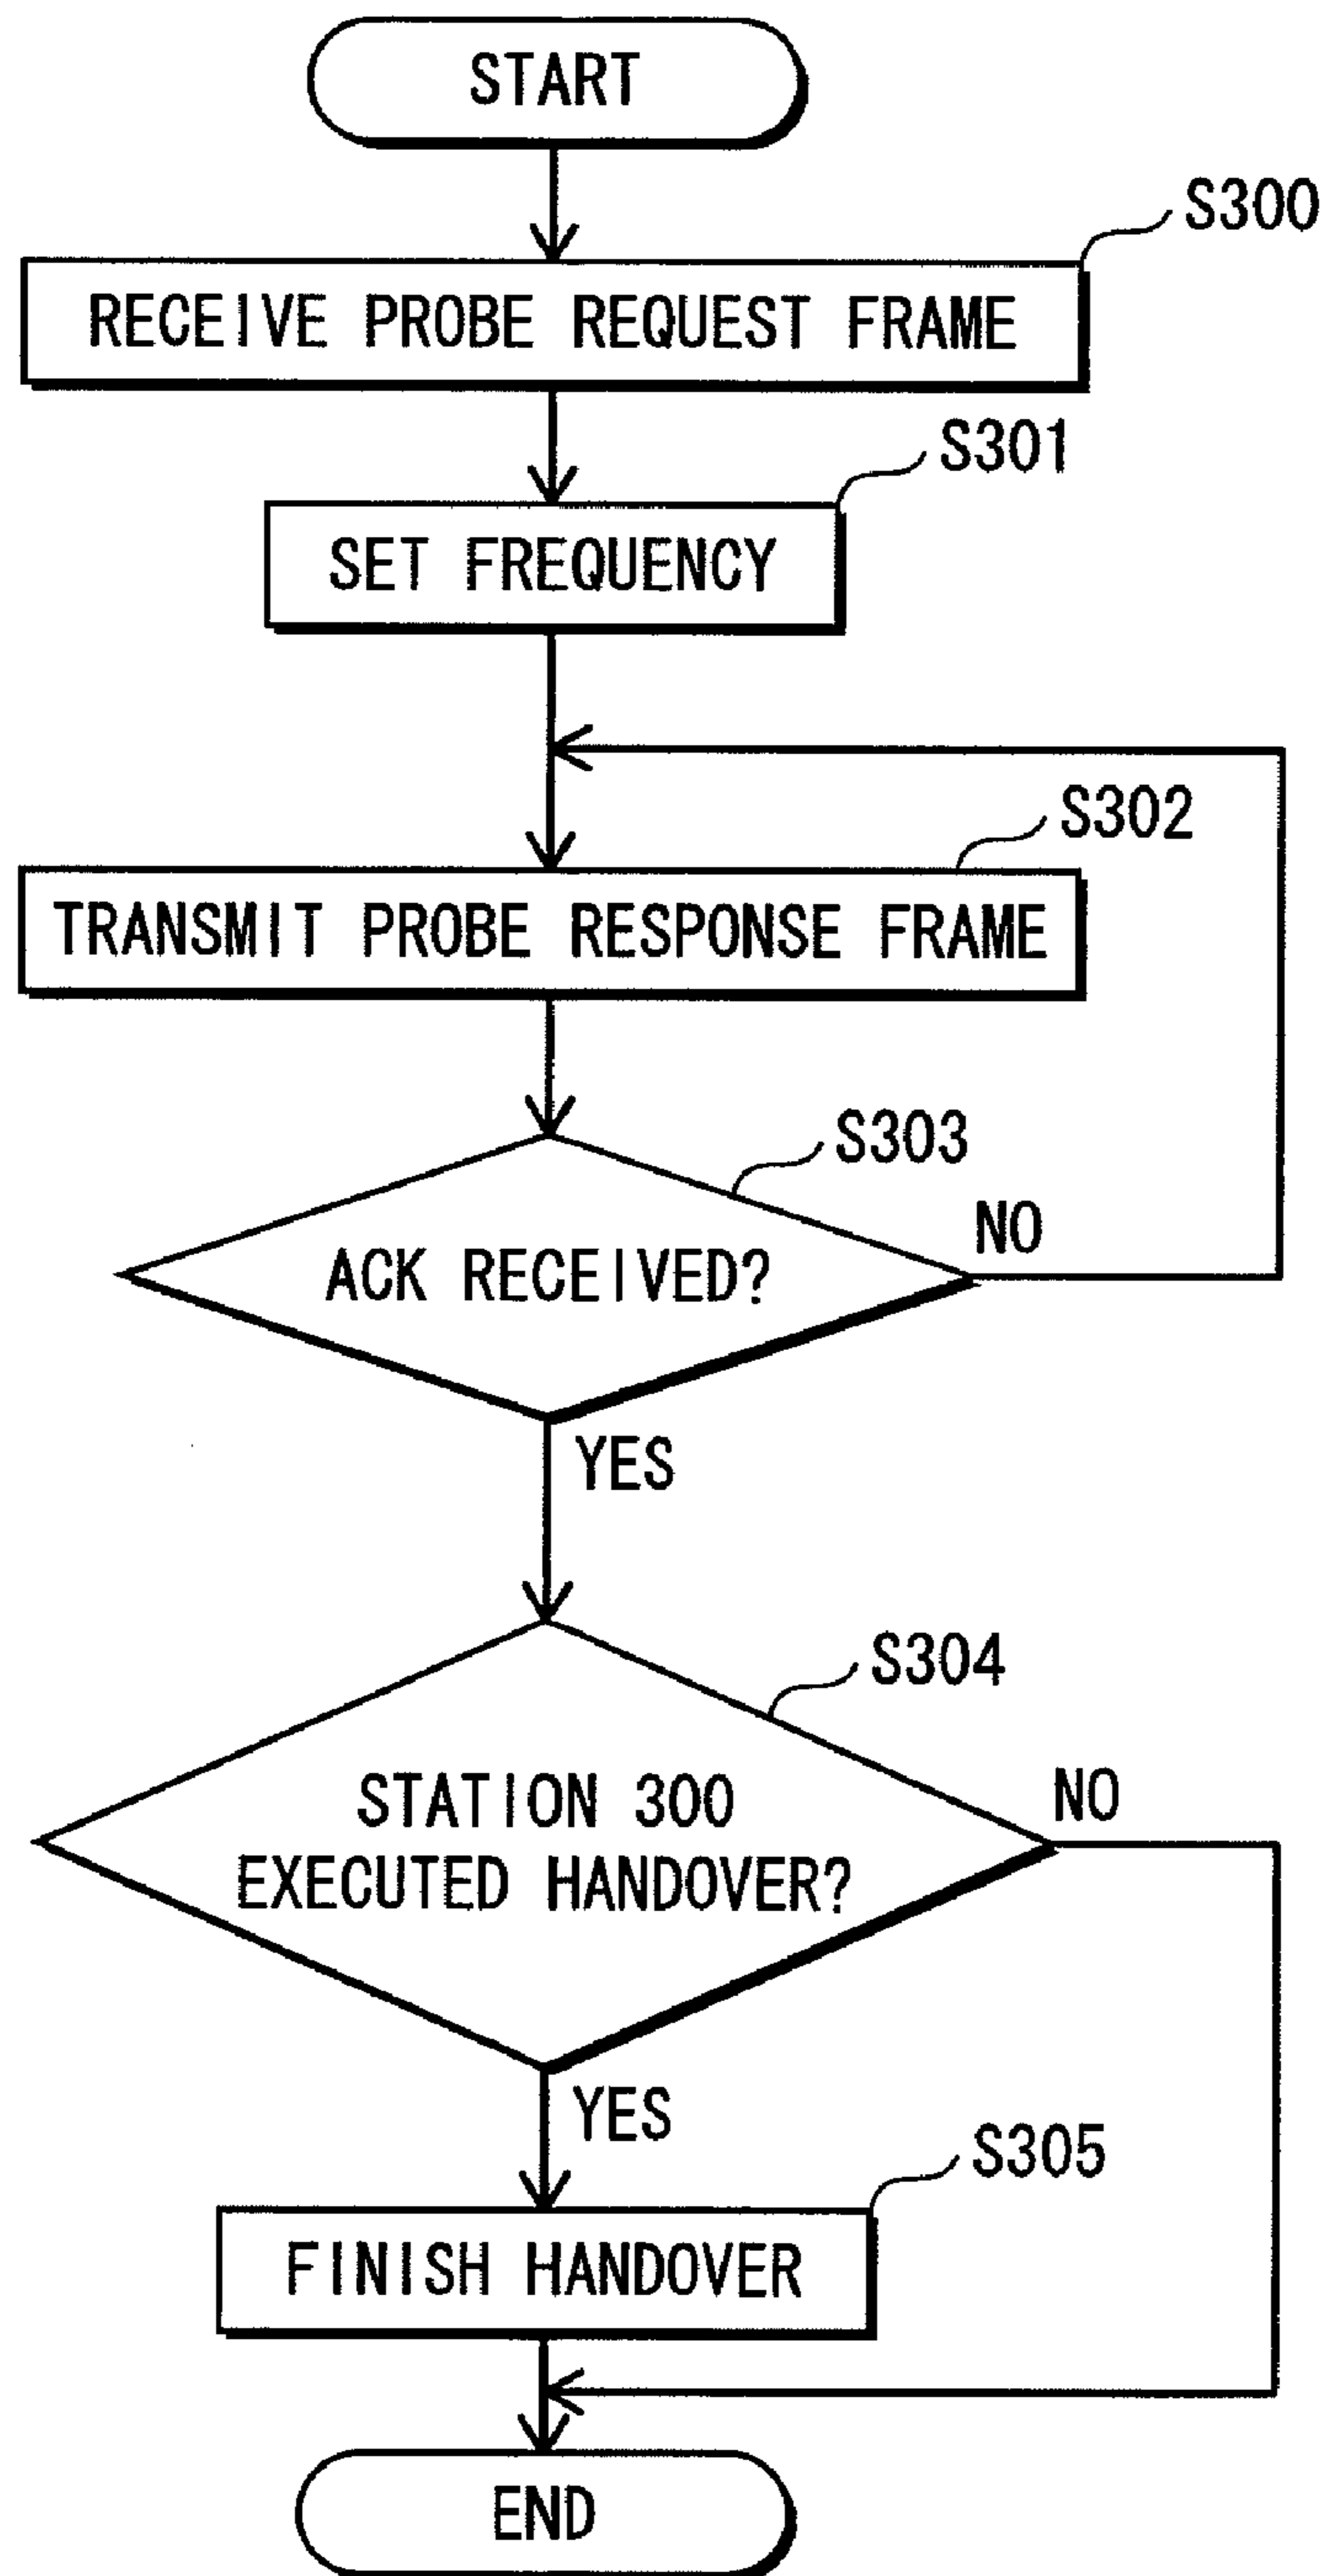 START
S300
RECEIVE PROBE REQUEST FRAME
S301
SET FREQUENCY
S302
TRANSMIT PROBE RESPONSE FRAME
S303
NO
ACK RECEIVED?
YES
S304
NO
STATION 300
EXECUTED HANDOVER?
YES
S305
FINISH HANDOVER
END